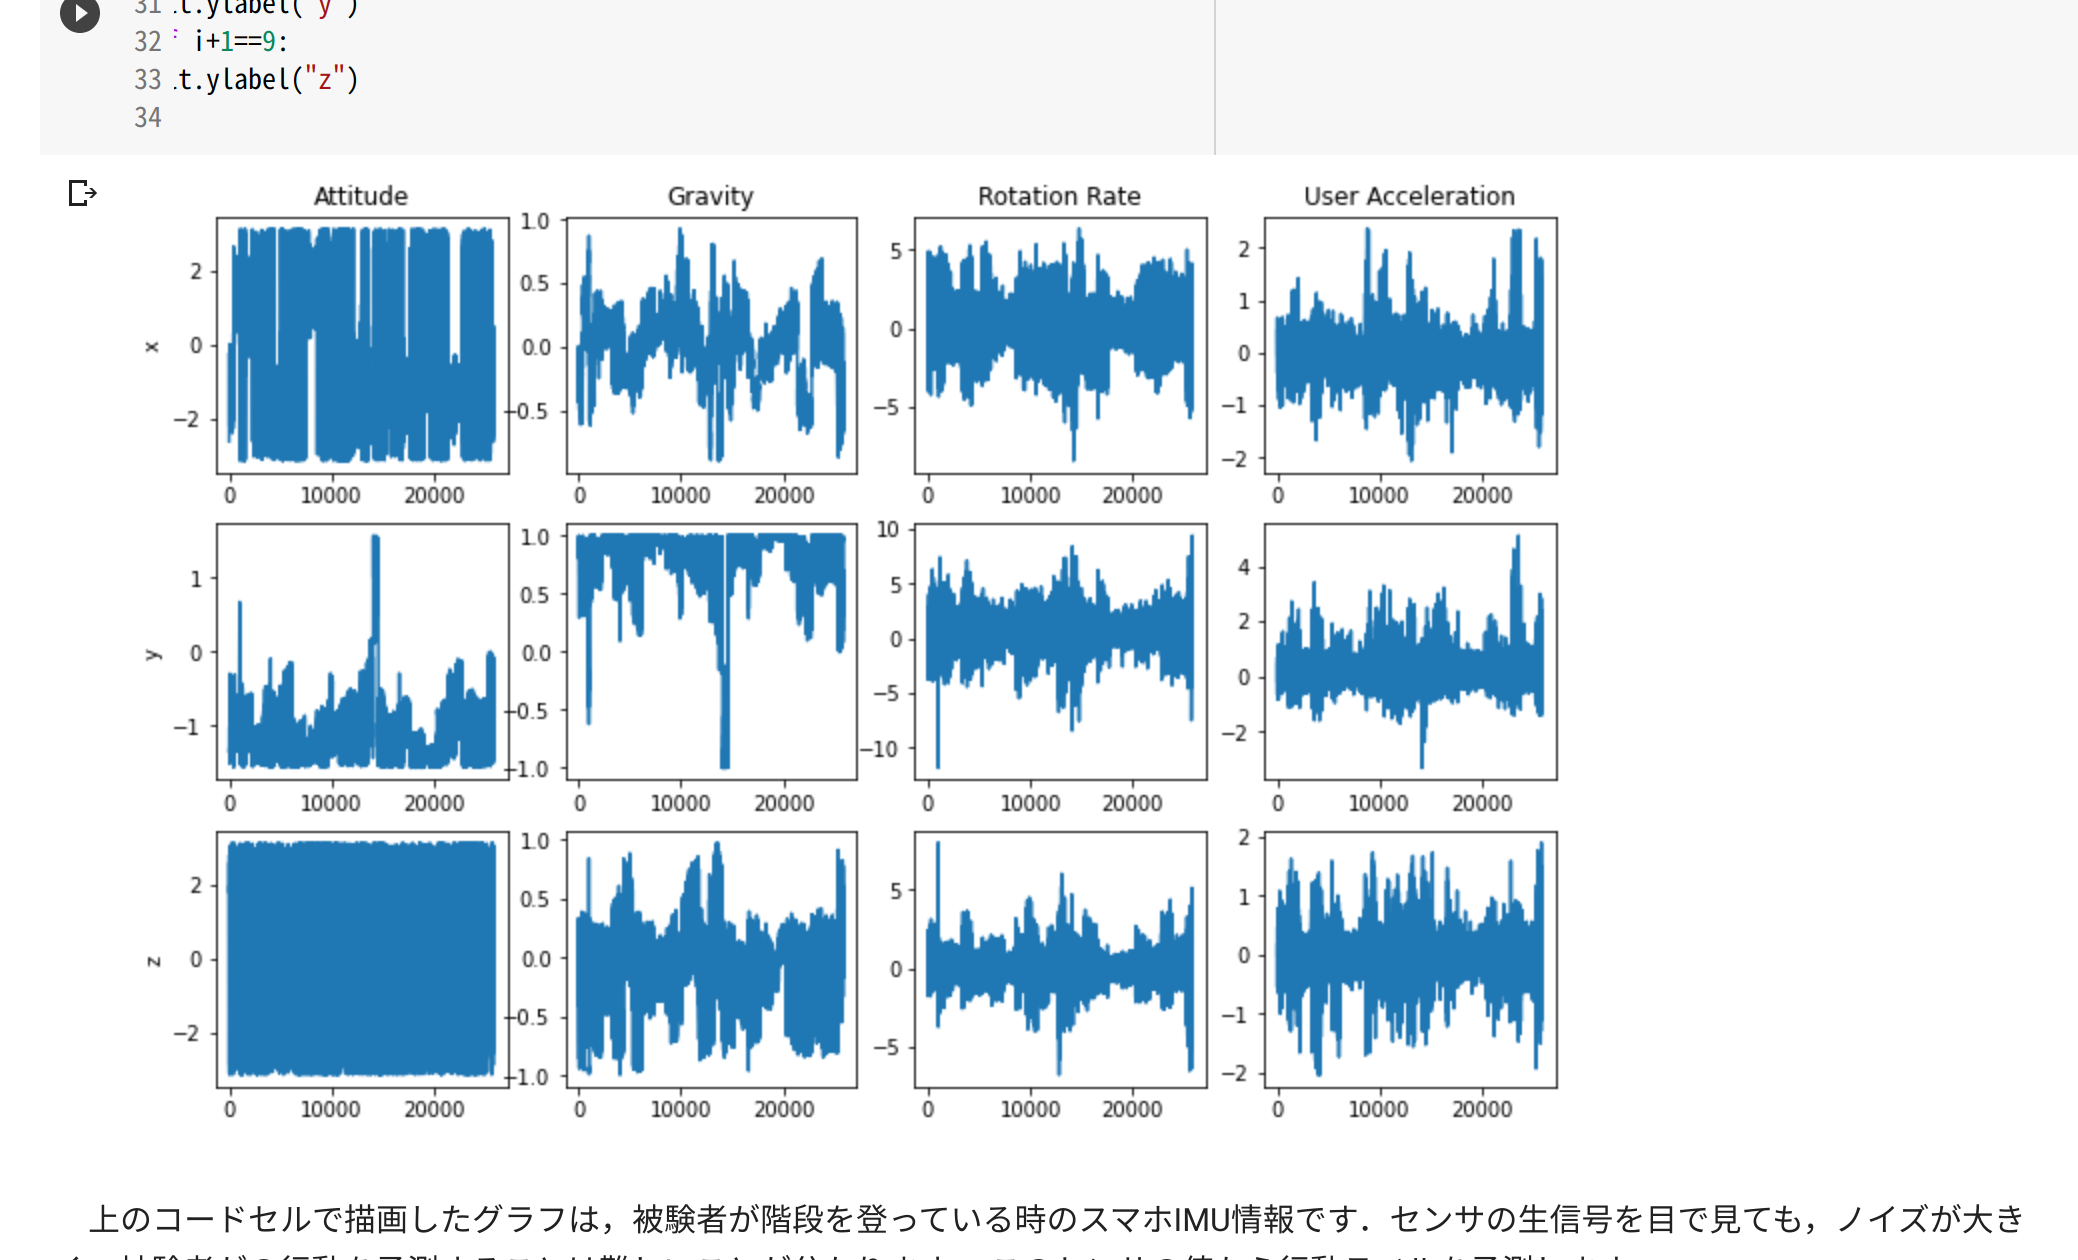 31 t.ylabel("y")
32 i+1==9:
33 .t.ylabel("z")
34
Attitude Gravity Rotation Rate User Acceleration
x 2 0 −2 1.0 0.5 0.0 −0.5 5 0 −5 2 1 0 −1 −2
0 10000 20000 0 10000 20000 0 10000 20000 0 10000 20000
y 1 0 −1 1.0 0.5 0.0 −0.5 −1.0 10 5 0 −5 −10 4 2 0 −2
0 10000 20000 0 10000 20000 0 10000 20000 0 10000 20000
z 2 0 −2 1.0 0.5 0.0 −0.5 −1.0 5 0 −5 2 1 0 −1 −2
0 10000 20000 0 10000 20000 0 10000 20000 0 10000 20000
上のコードセルで描画したグラフは，被験者が階段を登っている時のスマホIMU情報です．センサの生信号を目で見ても，ノイズが大き